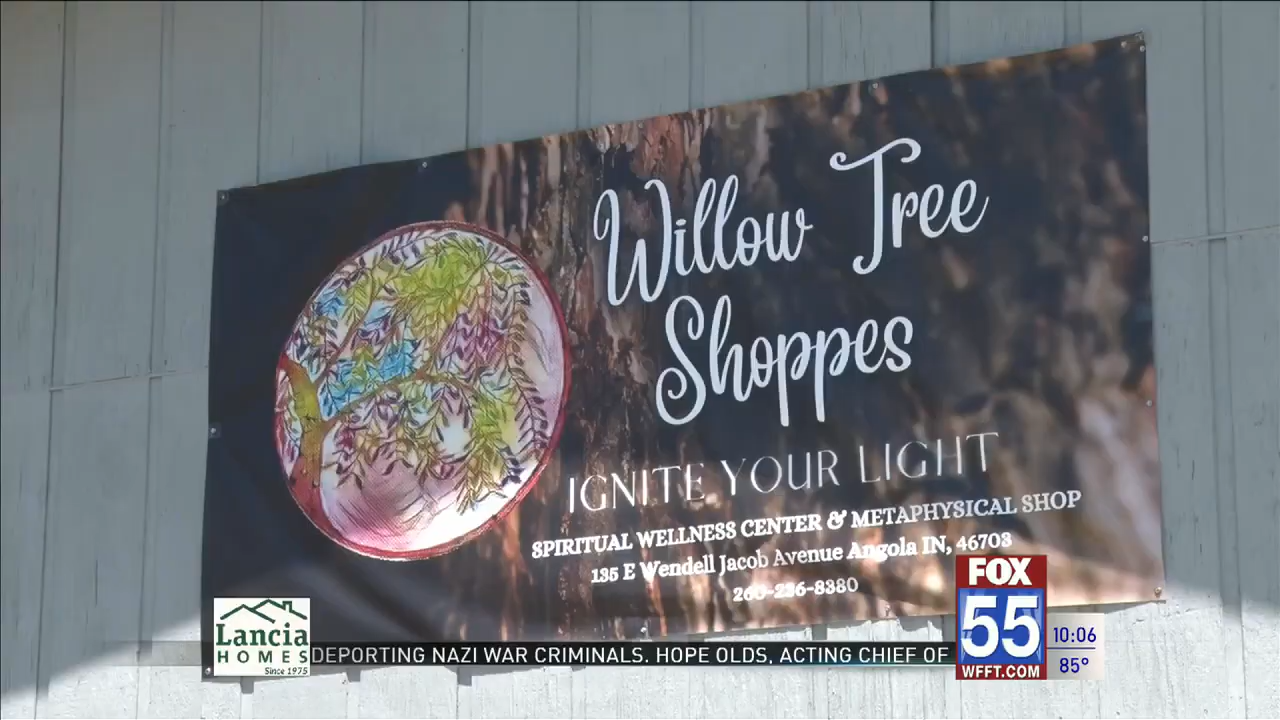 Willow Tree
Shoppes
IGNITE YOUR LIGHT
SPIRITUAL WELLNESS CENTER & METAPHYSICAL SHOP
135 E Wendell Jacob Avenue Angola IN, 46703
260-236-8380
Lancia
HOMES
Since 1975
DEPORTING NAZI WAR CRIMINALS. HOPE OLDS, ACTING CHIEF OF
FOX
55
WFFT.COM
10:06
85°